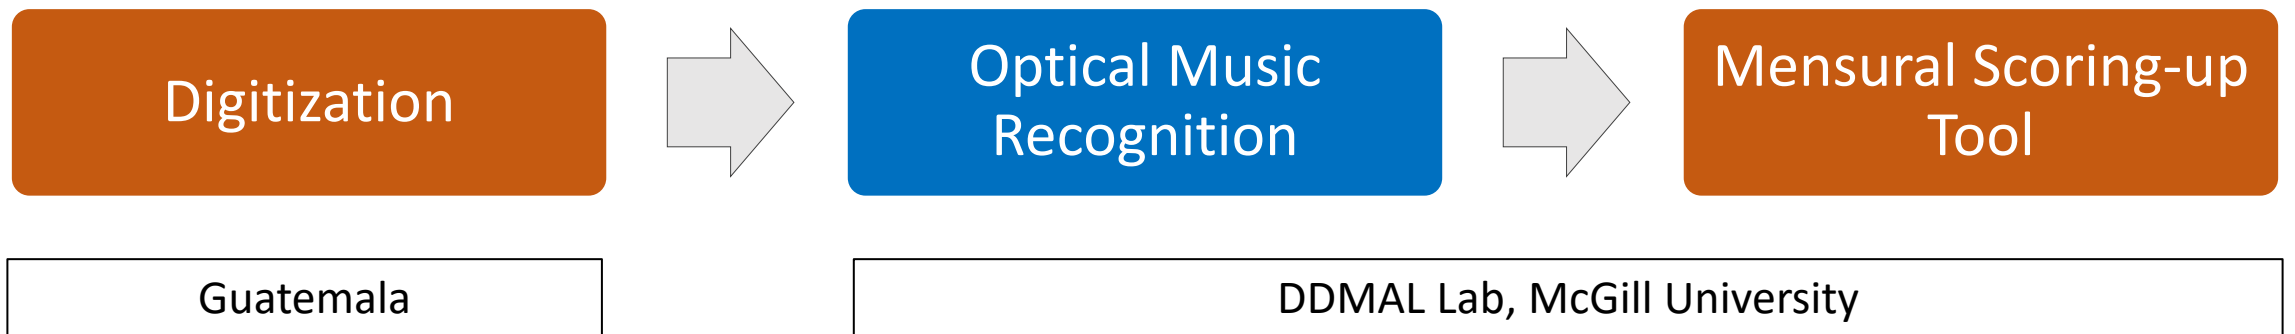 Digitization
Optical Music
Recognition
Mensural Scoring-up
Tool
Guatemala
DDMAL Lab, McGill University